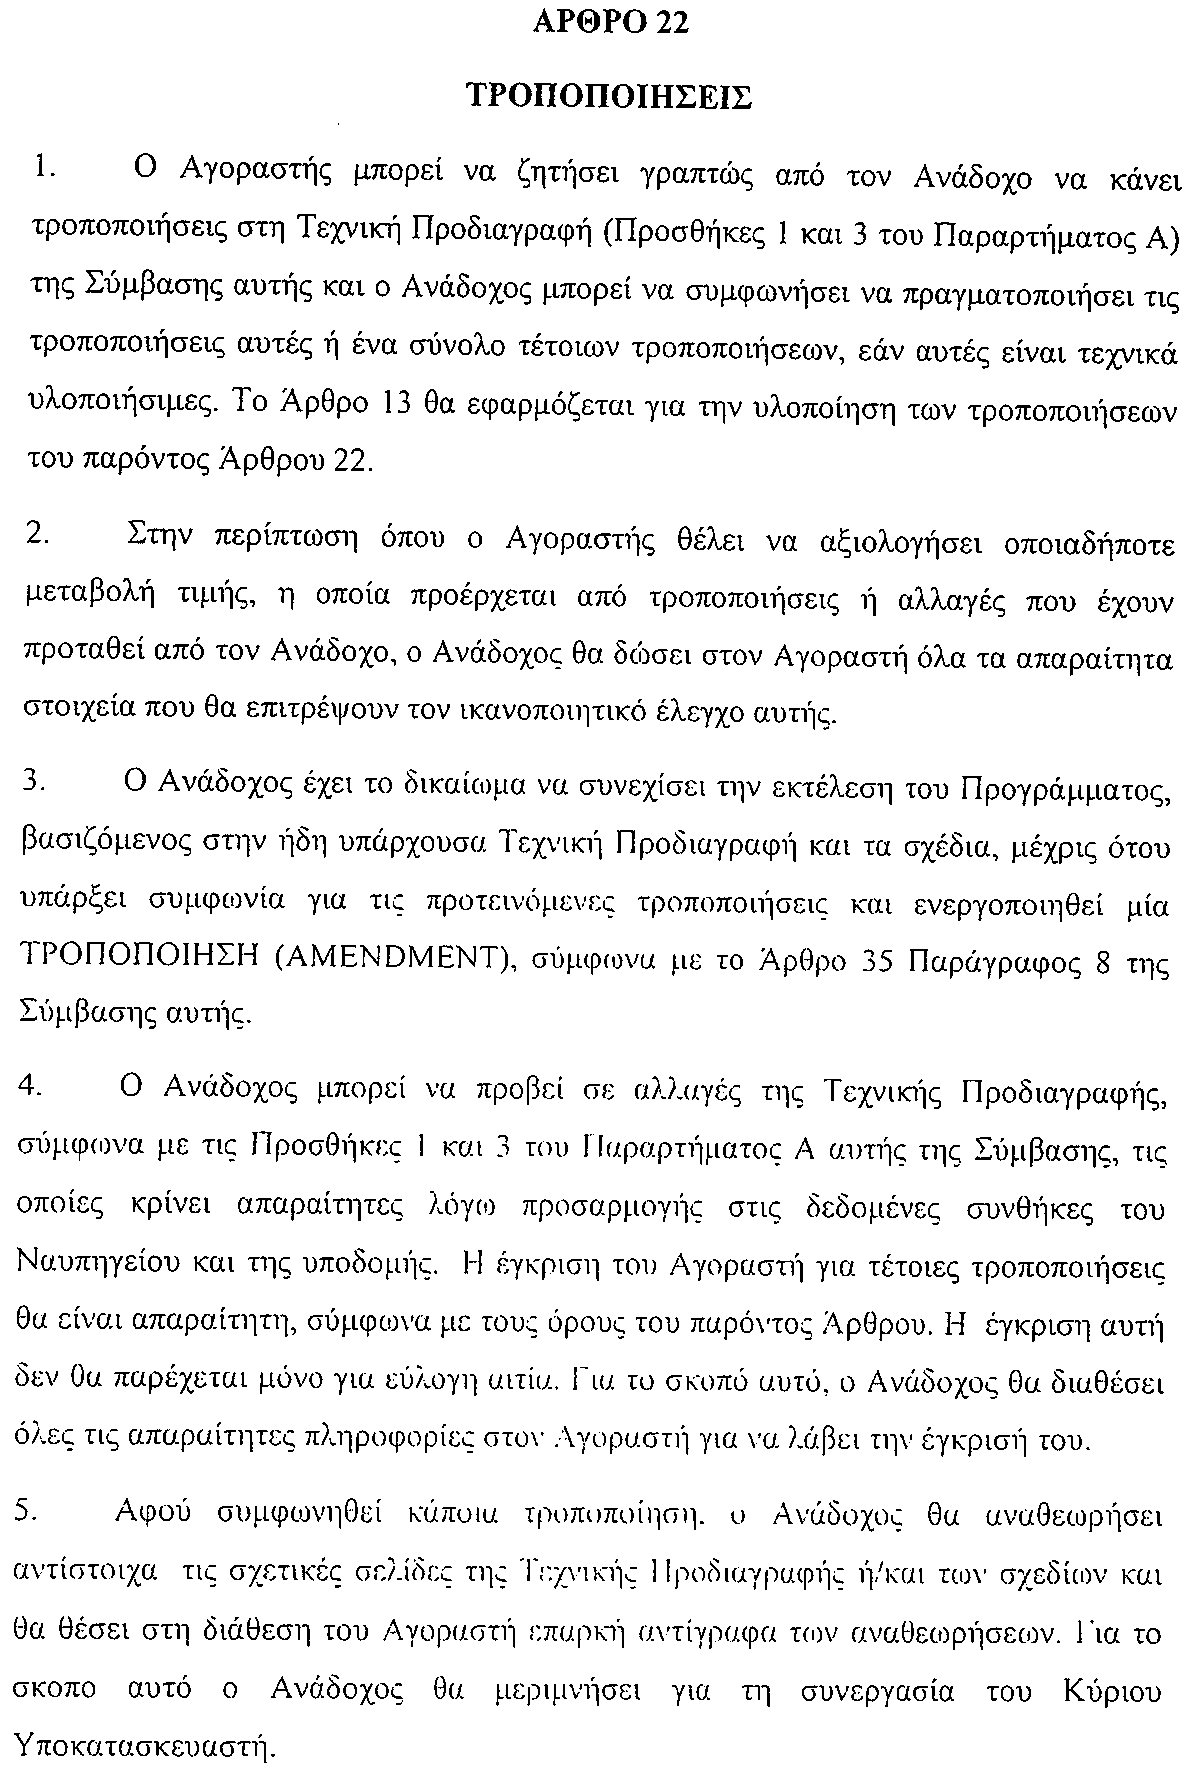 ΑΡΘΡΟ 22
ΤΡΟΠΟΠΟΙΗΣΕΙΣ
1. Ο Αγοραστής μπορεί να ζητήσει γραπτώς από τον Ανάδοχο να κάνει
τροποποιήσεις στη Τεχνική Προδιαγραφή (Προσθήκες 1 και 3 του Παραρτήματος Α)
της Σύμβασης αυτής και ο Ανάδοχος μπορεί να συμφωνήσει να πραγματοποιήσει τις
τροποποιήσεις αυτές ή ένα σύνολο τέτοιων τροποποιήσεων, εάν αυτές είναι τεχνικά
υλοποιήσιμες. Το Άρθρο 13 θα εφαρμόζεται για την υλοποίηση των τροποποιήσεων
του παρόντος Άρθρου 22.
2. Στην περίπτωση όπου ο Αγοραστής θέλει να αξιολογήσει οποιαδήποτε
μεταβολή τιμής, η οποία προέρχεται από τροποποιήσεις ή αλλαγές που έχουν
προταθεί από τον Ανάδοχο, ο Ανάδοχος θα δώσει στον Αγοραστή όλα τα απαραίτητα
στοιχεία που θα επιτρέψουν τον ικανοποιητικό έλεγχο αυτής.
3. Ο Ανάδοχος έχει το δικαίωμα να συνεχίσει την εκτέλεση του Προγράμματος,
βασιζόμενος στην ήδη υπάρχουσα Τεχνική Προδιαγραφή και τα σχέδια, μέχρις ότου
υπάρξει συμφωνία για τις προτεινόμενες τροποποιήσεις και ενεργοποιηθεί μία
ΤΡΟΠΟΠΟΙΗΣΗ (AMENDMENT), σύμφωνα με το Άρθρο 35 Παράγραφος 8 της
Σύμβασης αυτής.
4. Ο Ανάδοχος μπορεί να προβεί σε αλλαγές της Τεχνικής Προδιαγραφής,
σύμφωνα με τις Προσθήκες 1 και 3 του Παραρτήματος Α αυτής της Σύμβασης, τις
οποίες κρίνει απαραίτητες λόγω προσαρμογής στις δεδομένες συνθήκες του
Ναυπηγείου και της υποδομής. Η έγκριση του Αγοραστή για τέτοιες τροποποιήσεις
θα είναι απαραίτητη, σύμφωνα με τους όρους του παρόντος Άρθρου. Η έγκριση αυτή
δεν θα παρέχεται μόνο για εύλογη αιτία. Για το σκοπό αυτό, ο Ανάδοχος θα διαθέσει
όλες τις απαραίτητες πληροφορίες στον Αγοραστή για να λάβει την έγκρισή του.
5. Αφού συμφωνηθεί κάποια τροποποίηση, ο Ανάδοχος θα αναθεωρήσει
αντίστοιχα τις σχετικές σελίδες της Τεχνικής Προδιαγραφής ή/και των σχεδίων και
θα θέσει στη διάθεση του Αγοραστή επαρκή αντίγραφα των αναθεωρήσεων. Για το
σκοπο αυτό ο Ανάδοχος θα μεριμνήσει για τη συνεργασία του Κύριου
Υποκατασκευαστή.